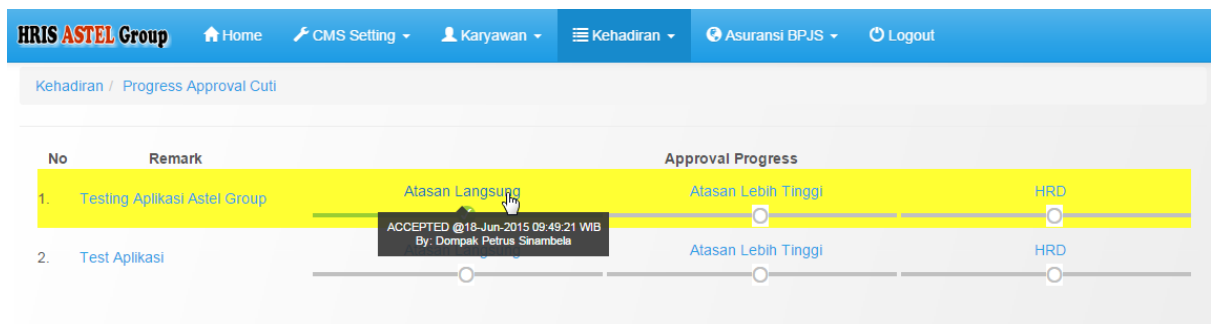 HRIS ASTEL Group Home CMS Setting Karyawan Kehadiran Asuransi BPJS Logout
Kehadiran / Progress Approval Cuti
No Remark Approval Progress
1. Testing Aplikasi Astel Group Atasan Langsung Atasan Lebih Tinggi HRD
ACCEPTED @18-Jun-2015 09:49:21 WIB
By: Dompak Petrus Sinambela
2. Test Aplikasi Atasan Lebih Tinggi HRD